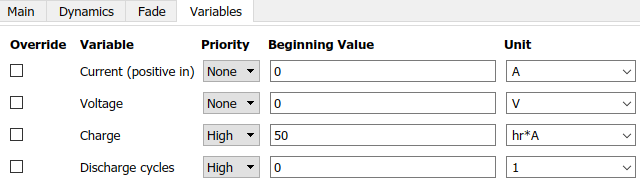 Main Dynamics Fade Variables
Override Variable Priority Beginning Value Unit
Current (positive in) None 0 A
Voltage None 0 V
Charge High 50 hr*A
Discharge cycles High 0 1